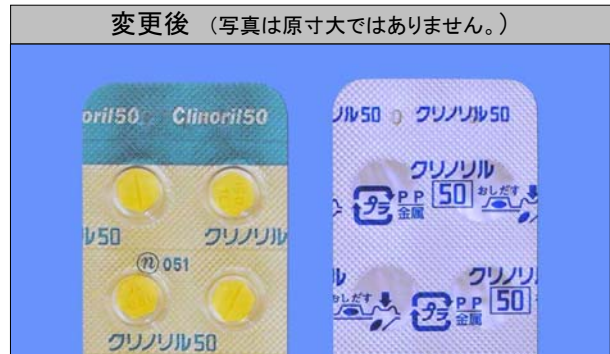 変更後 （写真は原寸大ではありません。）
oril50 Clinoril50
ル50 クリノリル
n 051
クリノリル50
ノル50 クリノリル50
クリノリル
プラ PP 金属 50 おしだす
ル クリノリ
おしだす プラ PP 金属 50